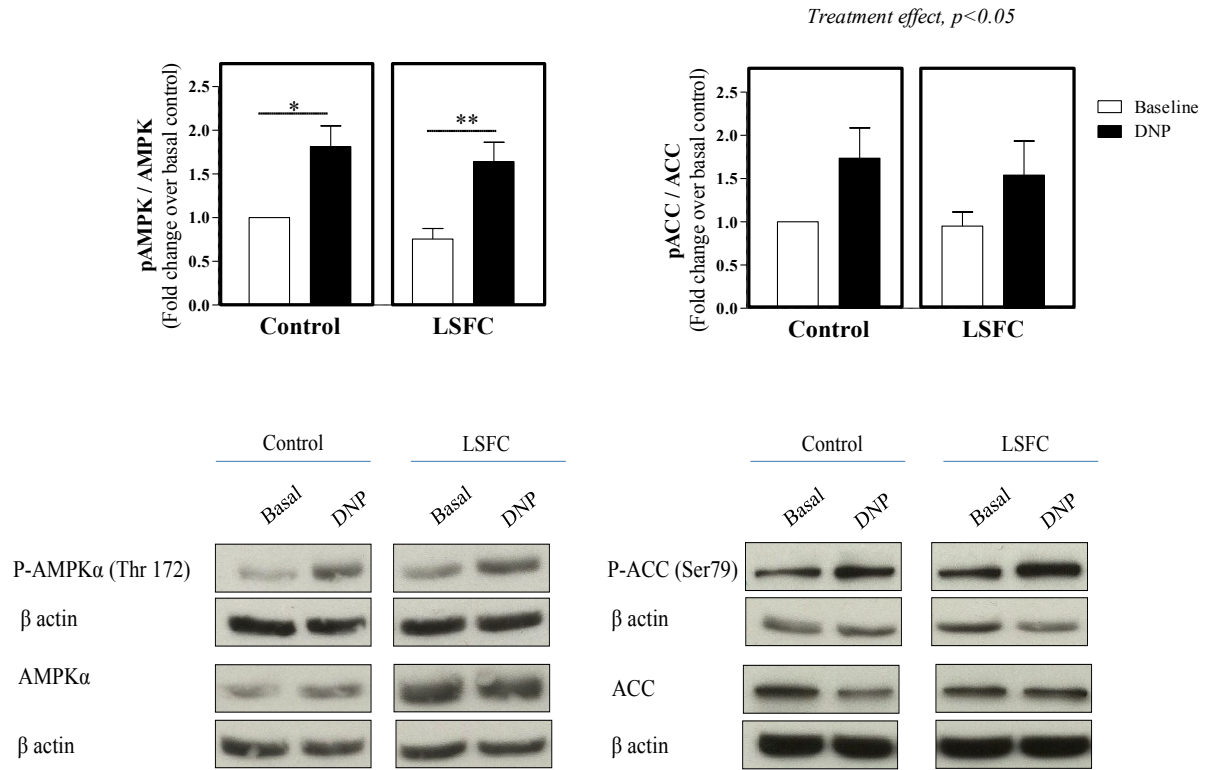 Treatment effect, p<0.05
pAMPK / AMPK
(Fold change over basal control)
2.5
2.0
1.5
1.0
0.5
0.0
*
**
Control
LSFC
pACC / ACC
(Fold change over basal control)
2.5
2.0
1.5
1.0
0.5
0.0
Control
LSFC
Baseline
DNP
Control
LSFC
Basal
DNP
Basal
DNP
P-AMPKα (Thr 172)
β actin
AMPKα
β actin
Control
LSFC
Basal
DNP
Basal
DNP
P-ACC (Ser79)
β actin
ACC
β actin